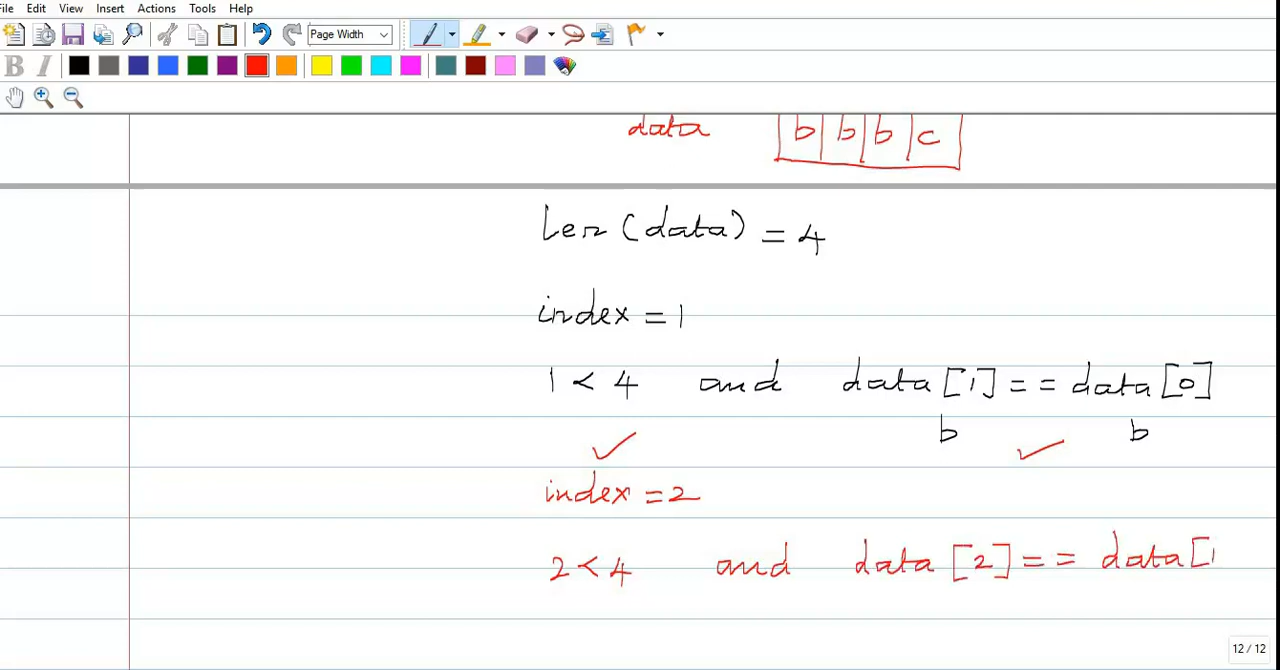 File Edit View Insert Actions Tools Help
Page Width
B I
data b b b c
len (data) = 4
index = 1
1 < 4 and data [1] = = data [0]
b b
index = 2
2 < 4 and data [2] = = data [1
12 / 12